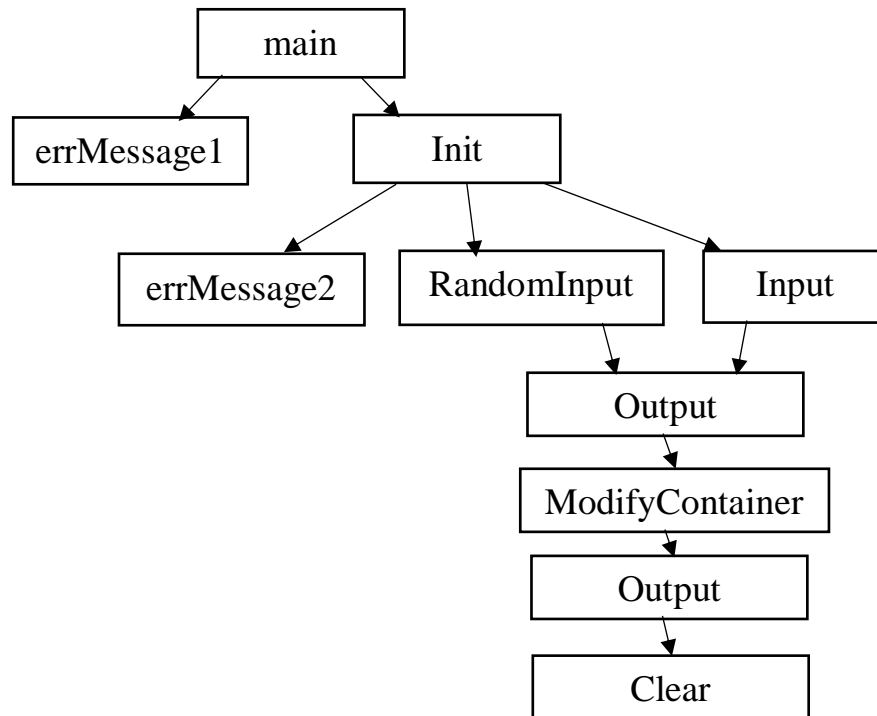 main
errMessage1
Init
errMessage2
RandomInput
Input
Output
ModifyContainer
Output
Clear